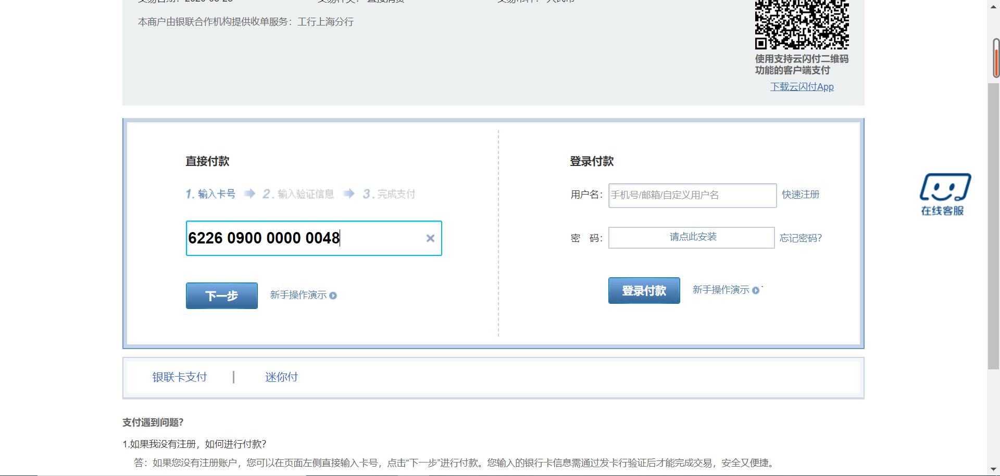 本商户由银联合作机构提供收单服务：工行上海分行
使用支持云闪付二维码
功能的客户端支付
下载云闪付App
直接付款
1. 输入卡号 2. 输入验证信息 3. 完成支付
6226 0900 0000 0048
下一步 新手操作演示
登录付款
用户名： 手机号/邮箱/自定义用户名 快速注册
密 码： 请点此安装 忘记密码?
登录付款 新手操作演示 `
在线客服
银联卡支付 | 迷你付
支付遇到问题?
1.如果我没有注册，如何进行付款?
答：如果您没有注册账户，您可以在页面左侧直接输入卡号，点击“下一步”进行付款。您输入的银行卡信息需通过发卡行验证后才能完成交易，安全又便捷。